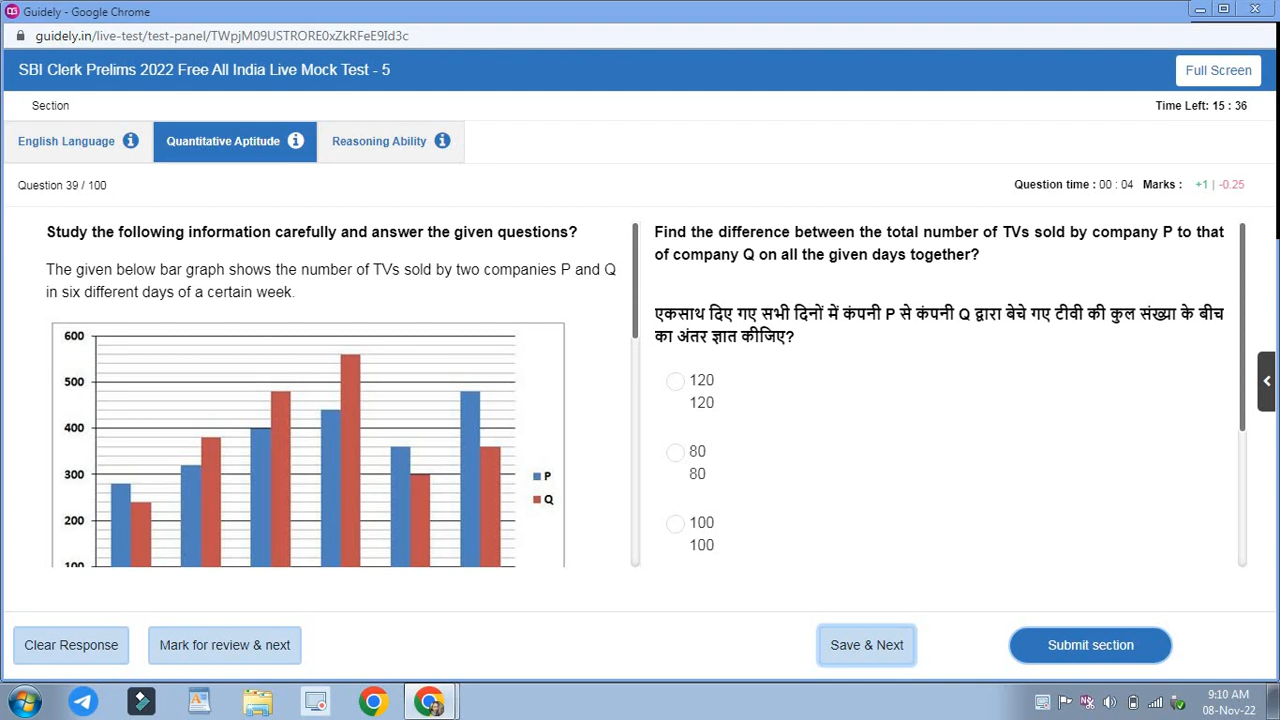 Guidely - Google Chrome
guidely.in/live-test/test-panel/TWpjM09USTRORE0xZkRFeE9Id3c
SBI Clerk Prelims 2022 Free All India Live Mock Test - 5
Full Screen
Section
Time Left: 15 : 36
English Language
Quantitative Aptitude
Reasoning Ability
Question 39 / 100
Question time : 00 : 04 Marks : +1 | -0.25
Study the following information carefully and answer the given questions?
The given below bar graph shows the number of TVs sold by two companies P and Q
in six different days of a certain week.
600
500
400
300
200
100
P
Q
Find the difference between the total number of TVs sold by company P to that
of company Q on all the given days together?
एकसाथ दिए गए सभी दिनों में कंपनी P से कंपनी Q द्वारा बेचे गए टीवी की कुल संख्या के बीच
का अंतर ज्ञात कीजिए?
120
120
80
80
100
100
Clear Response
Mark for review & next
Save & Next
Submit section
9:10 AM
08-Nov-22